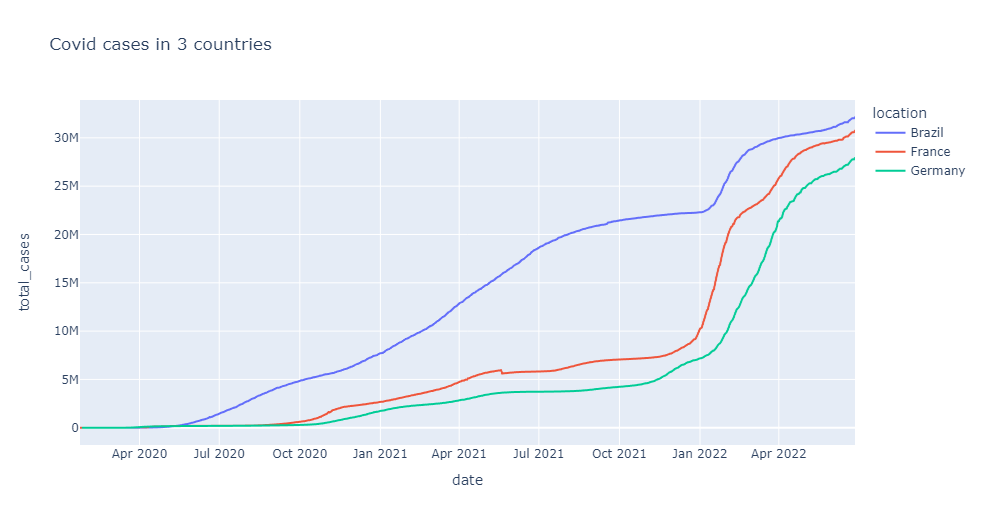 Covid cases in 3 countries
location
Brazil
France
Germany
total_cases
30M
25M
20M
15M
10M
5M
0
Apr 2020 Jul 2020 Oct 2020 Jan 2021 Apr 2021 Jul 2021 Oct 2021 Jan 2022 Apr 2022
date